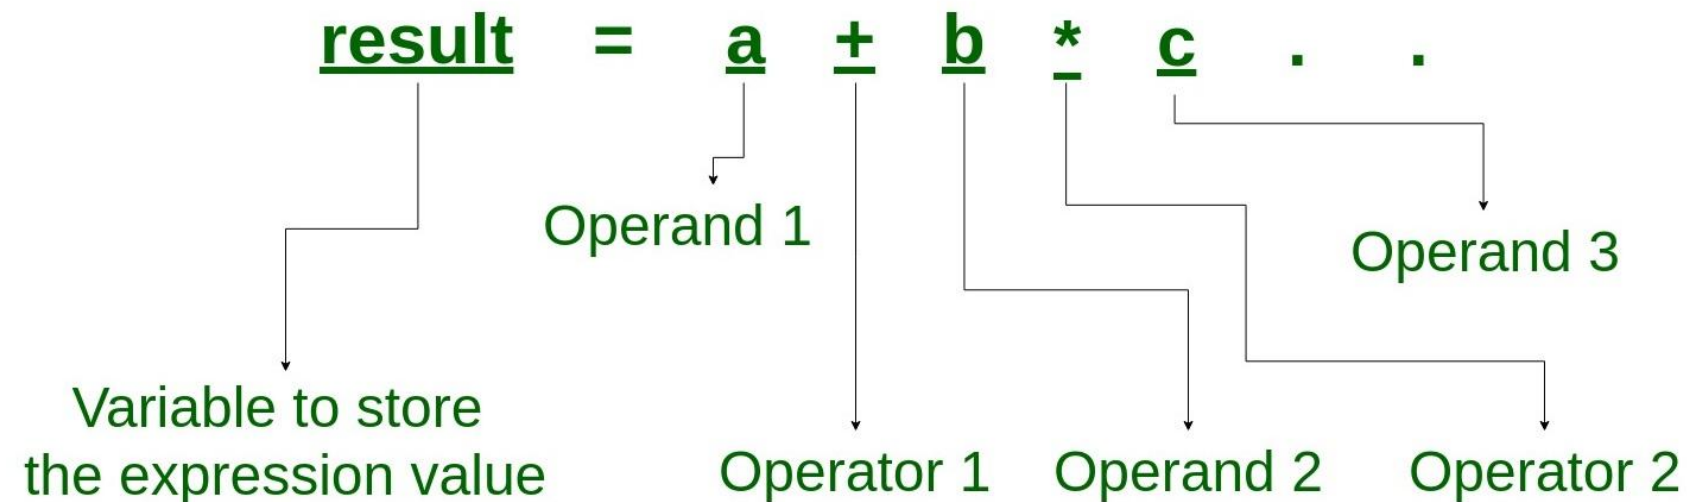 result = a + b * c . .
Operand 1
Operand 3
Variable to store
the expression value
Operator 1
Operand 2
Operator 2